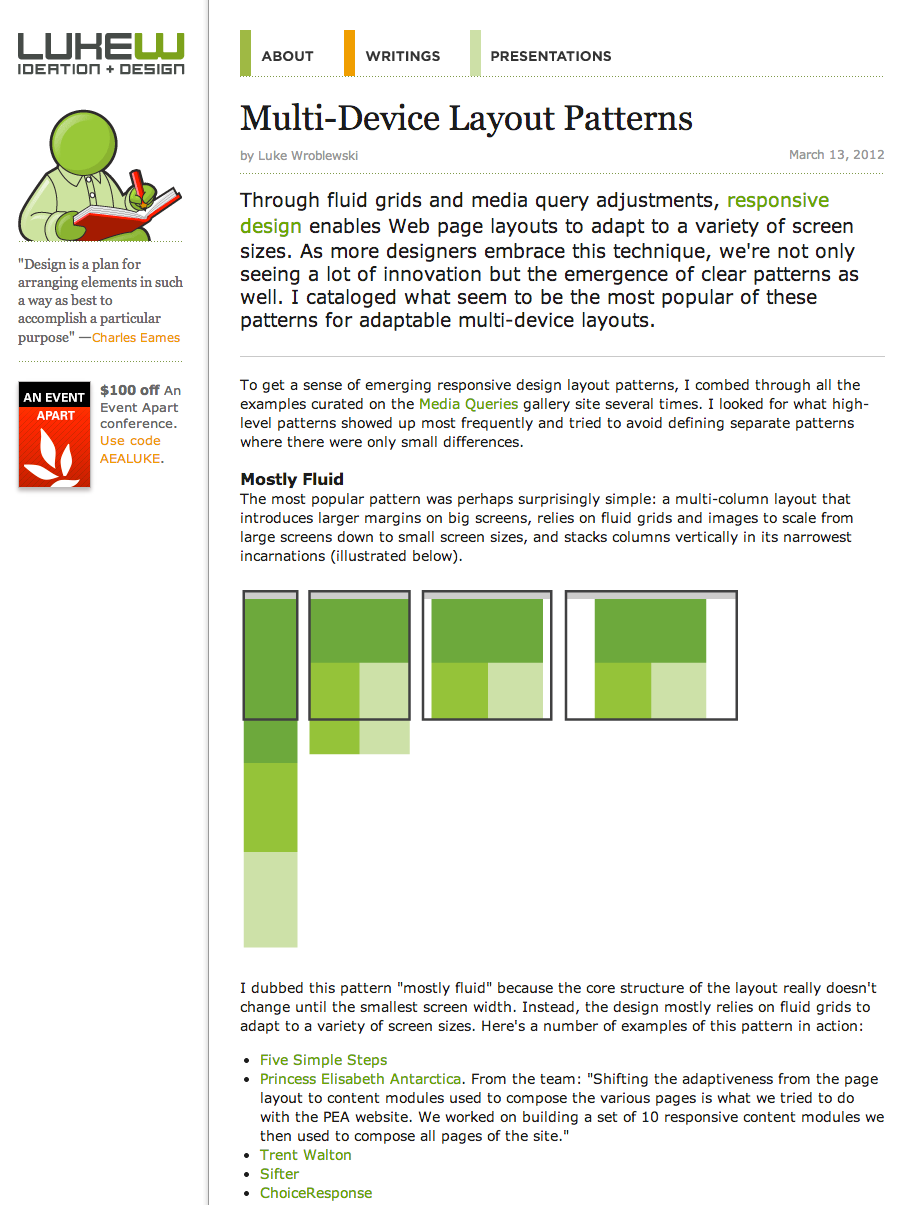 LUKEW
IDEATION + DESIGN
"Design is a plan for
arranging elements in such
a way as best to
accomplish a particular
purpose" —Charles Eames
AN EVENT
APART
$100 off An
Event Apart
conference.
Use code
AEALUKE.
ABOUT
WRITINGS
PRESENTATIONS
Multi-Device Layout Patterns
by Luke Wroblewski
March 13, 2012
Through fluid grids and media query adjustments, responsive
design enables Web page layouts to adapt to a variety of screen
sizes. As more designers embrace this technique, we're not only
seeing a lot of innovation but the emergence of clear patterns as
well. I cataloged what seem to be the most popular of these
patterns for adaptable multi-device layouts.
To get a sense of emerging responsive design layout patterns, I combed through all the
examples curated on the Media Queries gallery site several times. I looked for what high-
level patterns showed up most frequently and tried to avoid defining separate patterns
where there were only small differences.
Mostly Fluid
The most popular pattern was perhaps surprisingly simple: a multi-column layout that
introduces larger margins on big screens, relies on fluid grids and images to scale from
large screens down to small screen sizes, and stacks columns vertically in its narrowest
incarnations (illustrated below).
I dubbed this pattern "mostly fluid" because the core structure of the layout really doesn't
change until the smallest screen width. Instead, the design mostly relies on fluid grids to
adapt to a variety of screen sizes. Here's a number of examples of this pattern in action:
• Five Simple Steps
• Princess Elisabeth Antarctica. From the team: "Shifting the adaptiveness from the page
layout to content modules used to compose the various pages is what we tried to do
with the PEA website. We worked on building a set of 10 responsive content modules we
then used to compose all pages of the site."
• Trent Walton
• Sifter
• ChoiceResponse